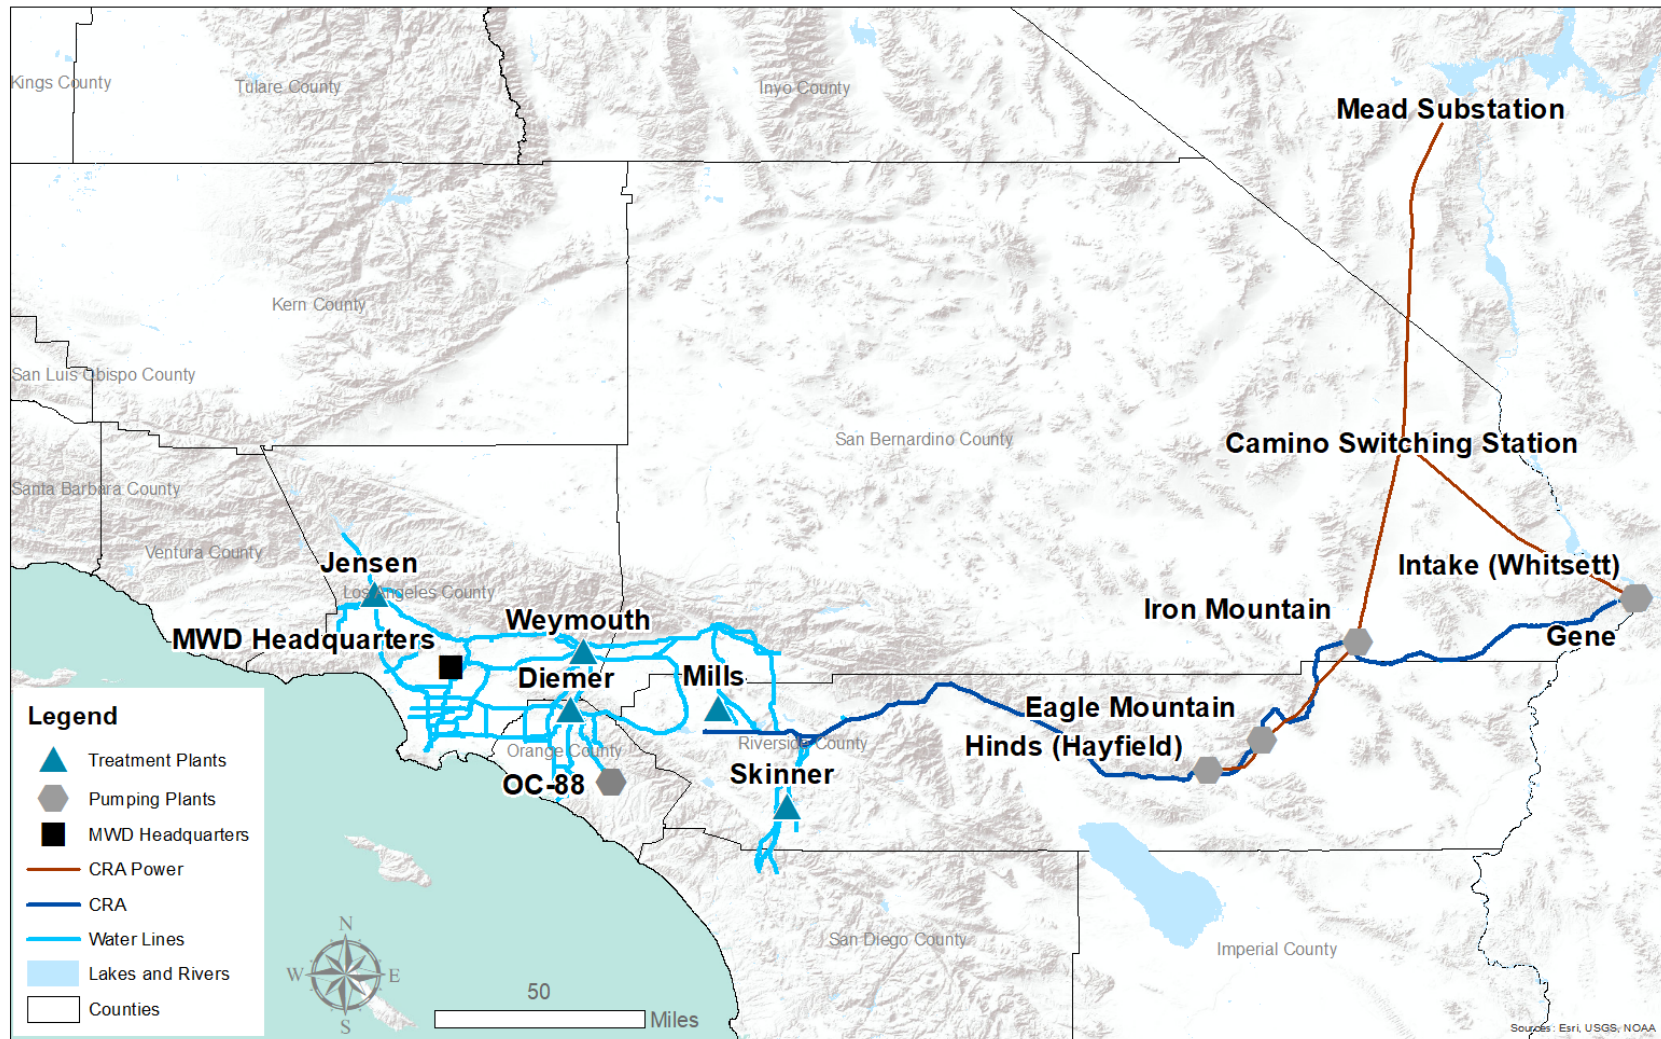 Kings County
Tulare County
Inyo County
Mead Substation
Kern County
San Luis Obispo County
San Bernardino County
Camino Switching Station
Santa Barbara County
Ventura County
Jensen
Los Angeles County
Intake (Whitsett)
Iron Mountain
Weymouth
MWD Headquarters
Gene
Diemer
Mills
Eagle Mountain
Hinds (Hayfield)
Orange County
Riverside County
OC-88
Skinner
San Diego County
Imperial County
Legend
Treatment Plants
Pumping Plants
MWD Headquarters
CRA Power
CRA
Water Lines
Lakes and Rivers
Counties
N
W
E
S
50
Miles
Sources: Esri, USGS, NOAA